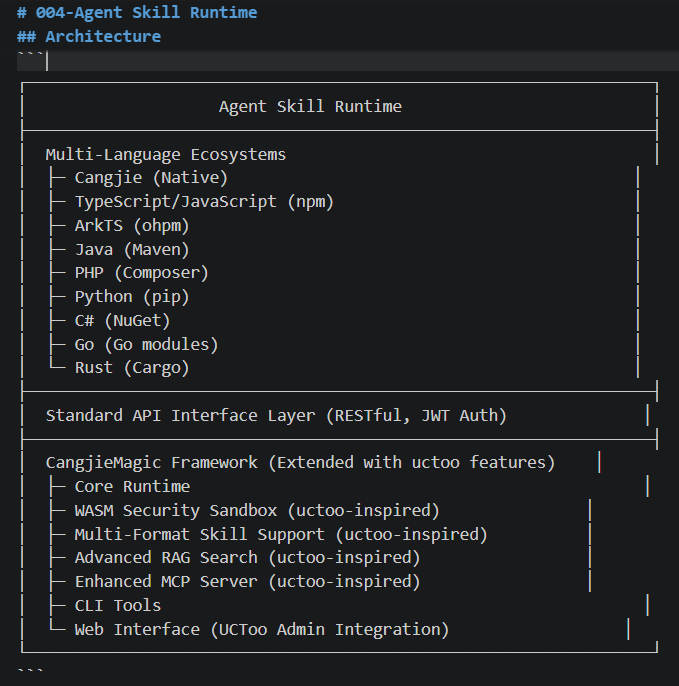 # 004-Agent Skill Runtime
## Architecture
```
┌─────────────────────────────────────────────────────────────────┐
│                    Agent Skill Runtime                          │
├─────────────────────────────────────────────────────────────────┤
│  Multi-Language Ecosystems                                      │
│  ├─ Cangjie (Native)                                          │
│  ├─ TypeScript/JavaScript (npm)                               │
│  ├─ ArkTS (ohpm)                                              │
│  ├─ Java (Maven)                                              │
│  ├─ PHP (Composer)                                            │
│  ├─ Python (pip)                                              │
│  ├─ C# (NuGet)                                                │
│  ├─ Go (Go modules)                                           │
│  └─ Rust (Cargo)                                              │
├─────────────────────────────────────────────────────────────────┤
│  Standard API Interface Layer (RESTful, JWT Auth)              │
├─────────────────────────────────────────────────────────────────┤
│  CangjieMagic Framework (Extended with uctoo features)    │
│  ├─ Core Runtime                                               │
│  ├─ WASM Security Sandbox (uctoo-inspired)               │
│  ├─ Multi-Format Skill Support (uctoo-inspired)          │
│  ├─ Advanced RAG Search (uctoo-inspired)                 │
│  ├─ Enhanced MCP Server (uctoo-inspired)                 │
│  ├─ CLI Tools                                                  │
│  └─ Web Interface (UCToo Admin Integration)                  │
└─────────────────────────────────────────────────────────────────┘
```